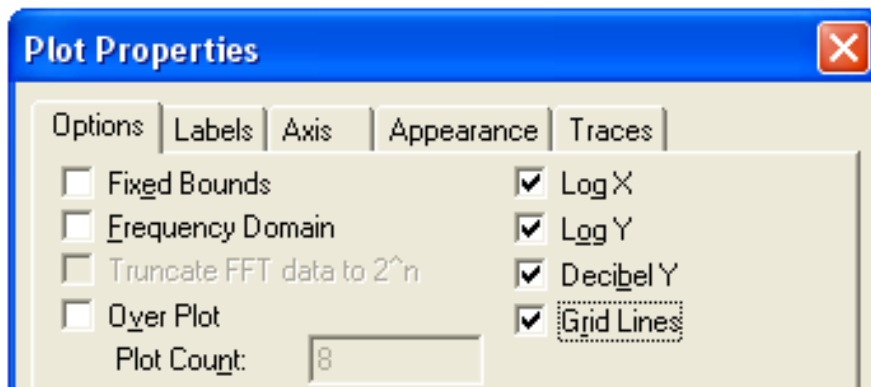 Plot Properties
Options Labels Axis Appearance Traces
Fixed Bounds
Log X
Frequency Domain
Log Y
Truncate FFT data to 2^n
Decibel Y
Over Plot
Grid Lines
Plot Count: 8